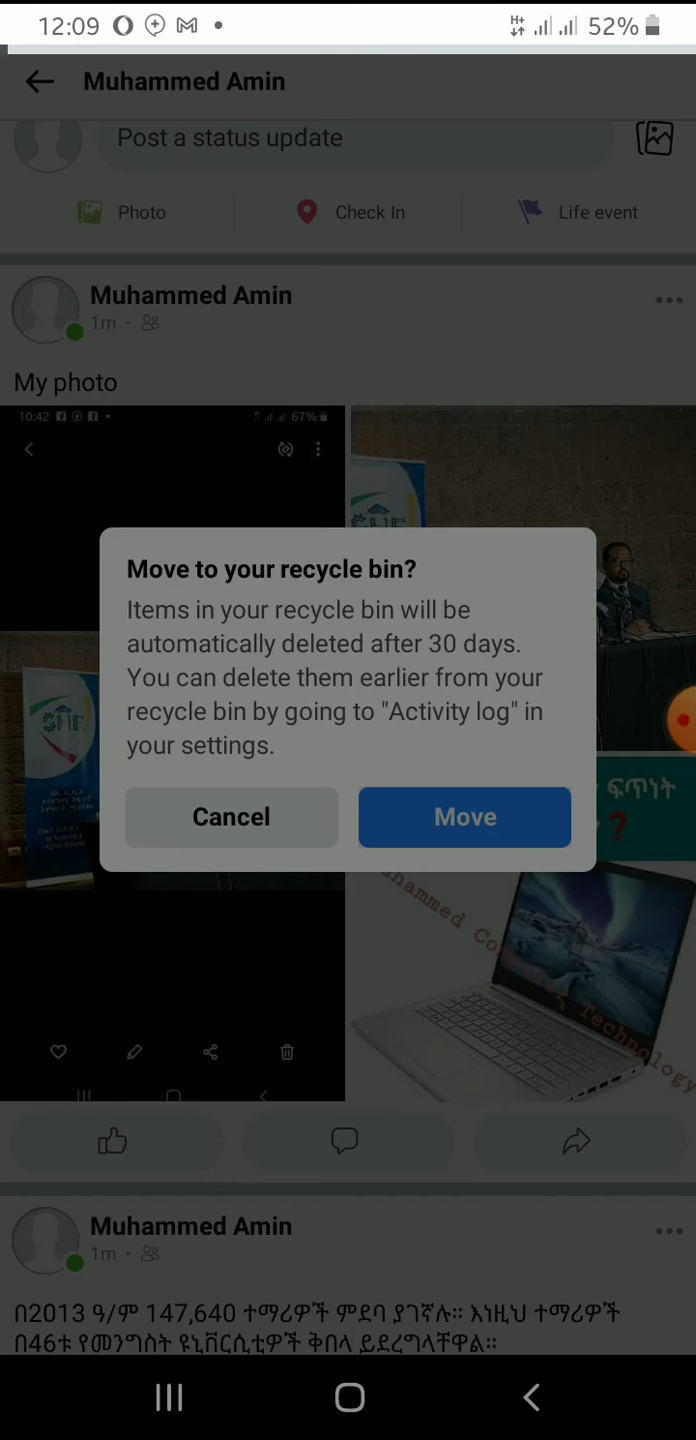 12:09
52%
Muhammed Amin
Post a status update
Photo
Check In
Life event
Muhammed Amin
1m
My photo
10:42
67%
Move to your recycle bin?
Items in your recycle bin will be
automatically deleted after 30 days.
You can delete them earlier from your
recycle bin by going to "Activity log" in
your settings.
Cancel
Move
ፍጥነት
?
Computing Technology
Muhammed Amin
1m
በ2013 ዓ/ም 147,640 ተማሪዎች ምደባ ያገኛሉ። እነዚህ ተማሪዎች
በ46ቱ የመንግስት ዩኒቨርሲቲዎች ቅበላ ይደረግላቸዋል።